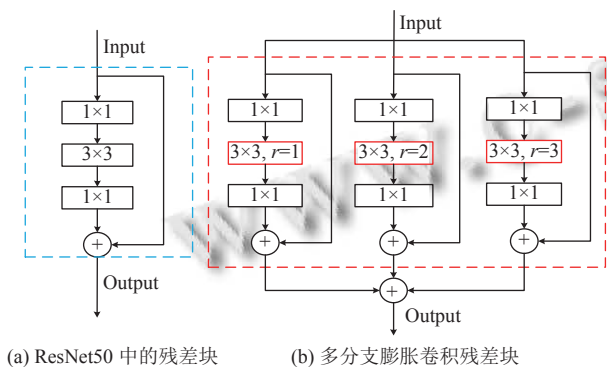 Input
1×1
3×3
1×1
+
Output
(a) ResNet50 中的残差块
Input
1×1 1×1 1×1
3×3, r=1 3×3, r=2 3×3, r=3
1×1 1×1 1×1
+ + +
+
Output
(b) 多分支膨胀卷积残差块